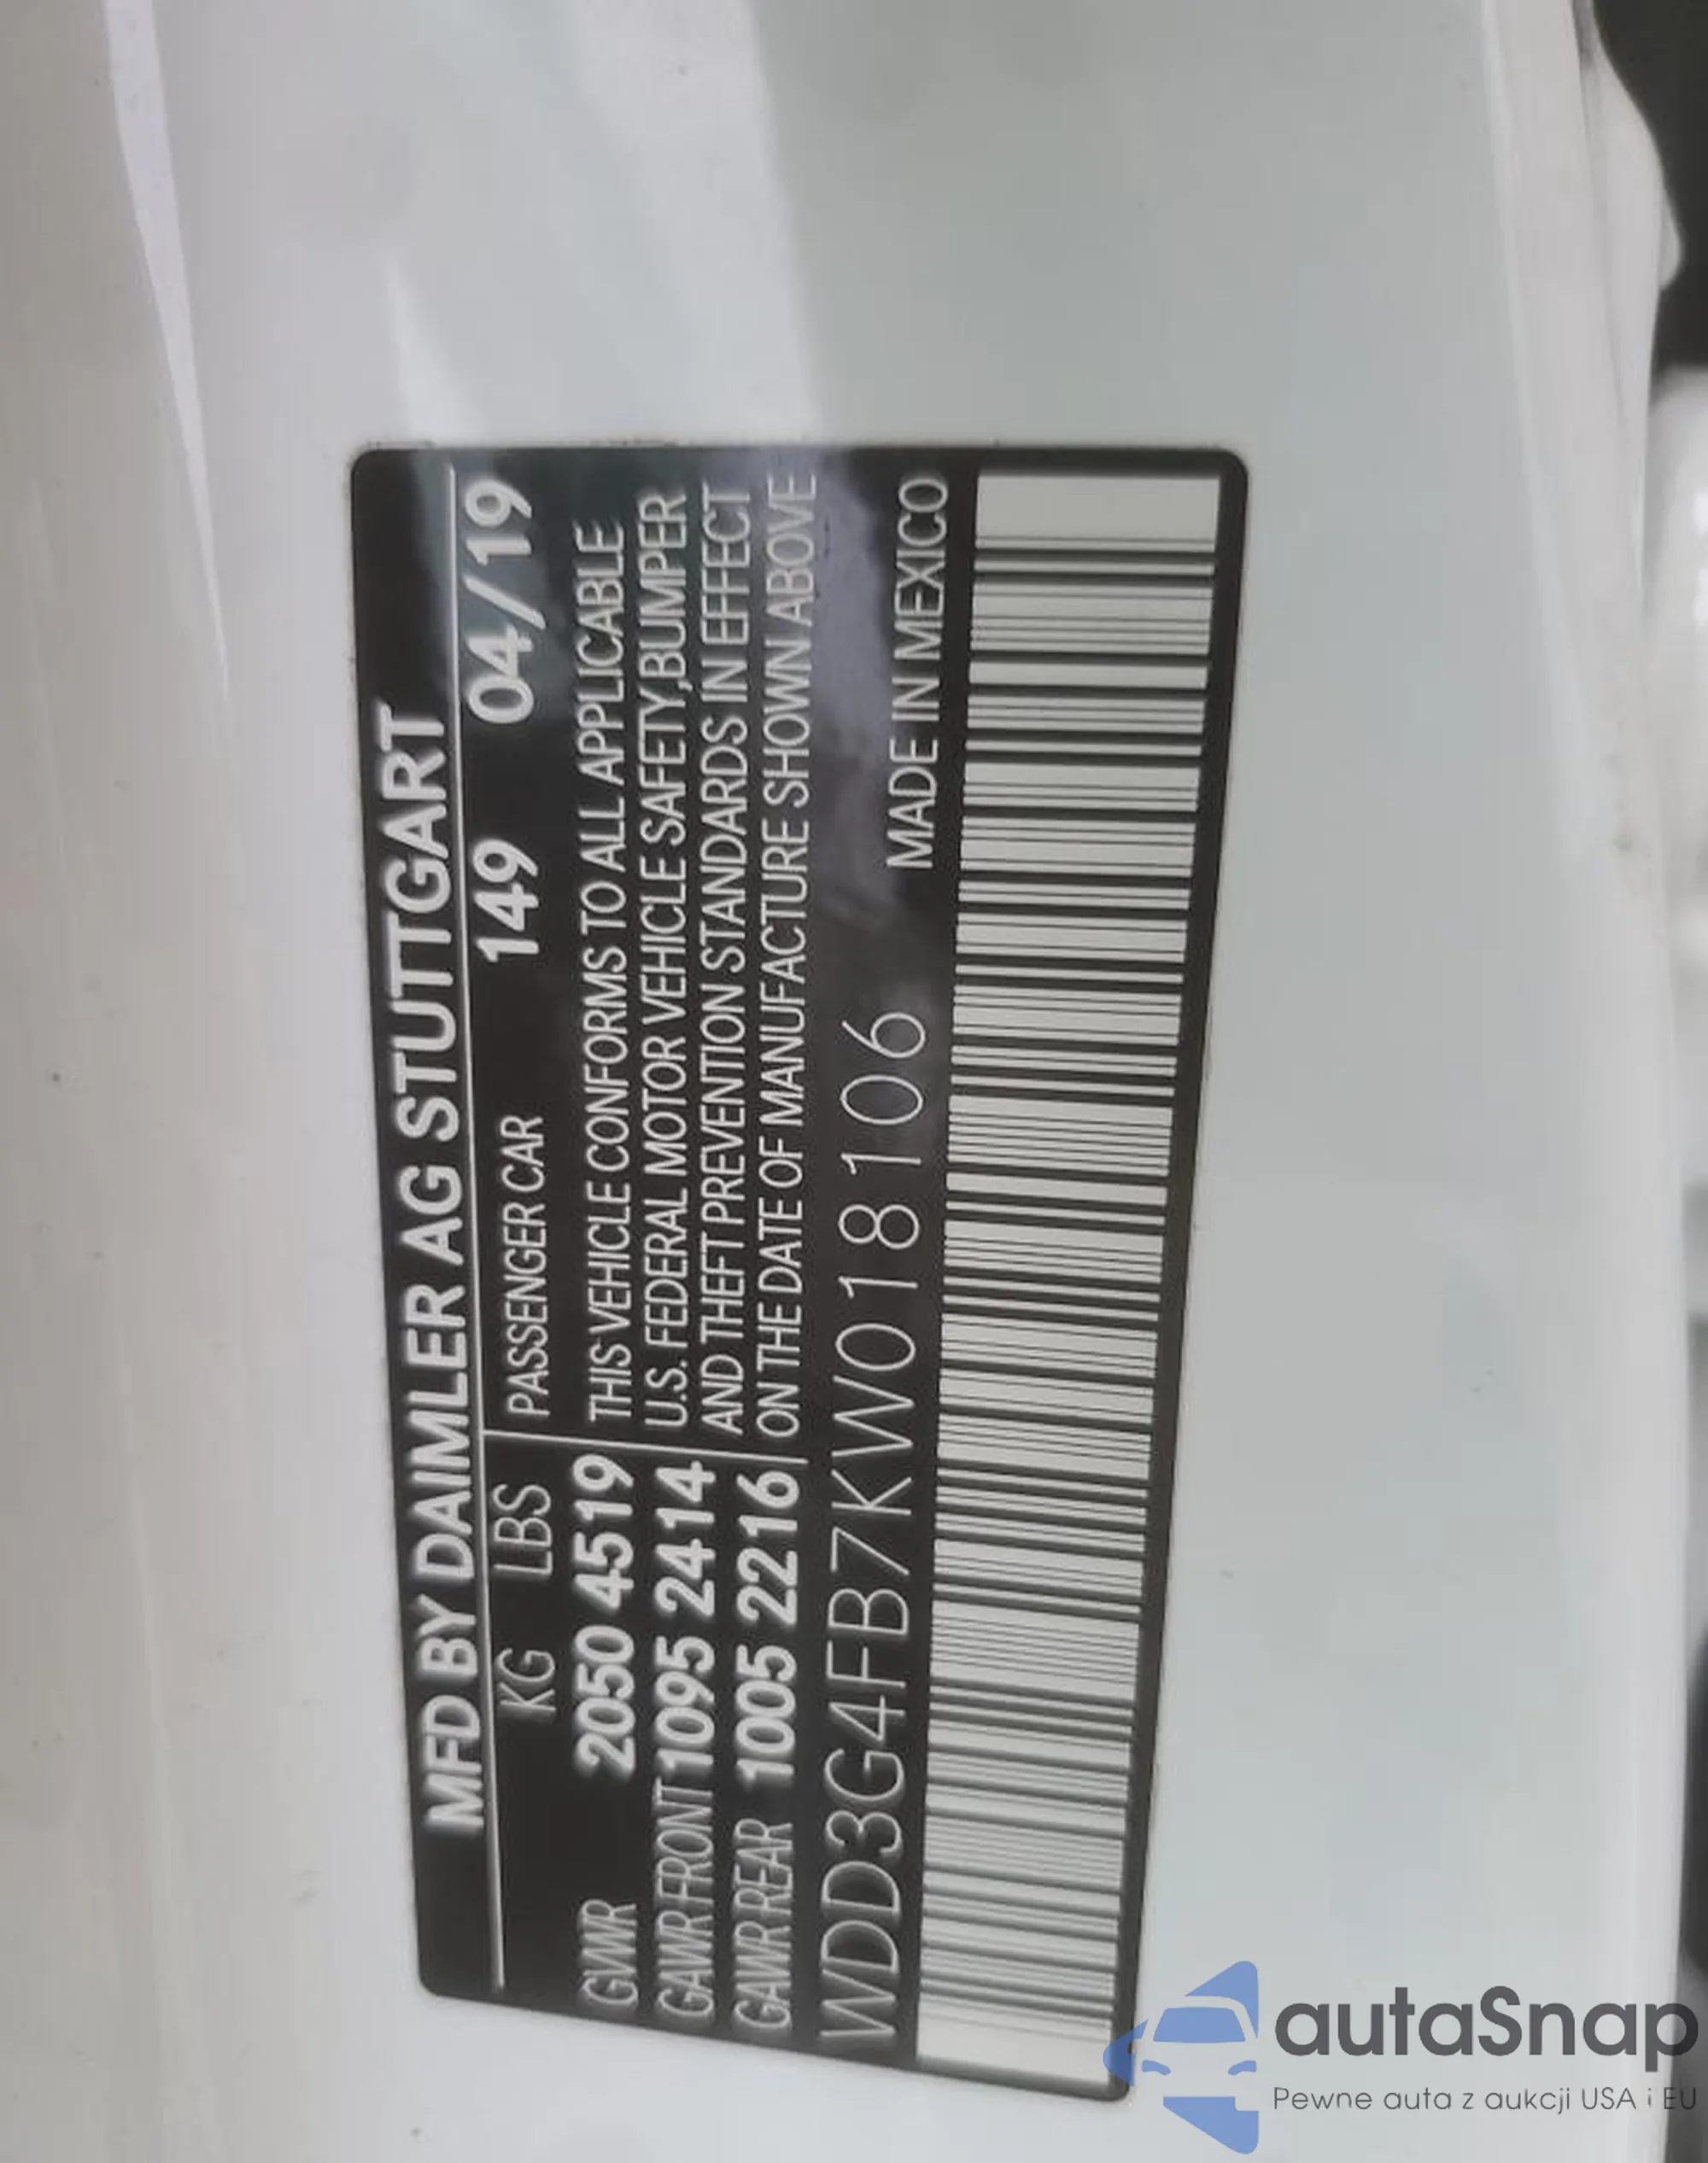 MFD BY DAIMLER AG STUTTGART
KG LBS PASSENGER CAR 149 04/19
GVWR 2050 4519 THIS VEHICLE CONFORMS TO ALL APPLICABLE
GAWR FRONT 1095 2414 U.S. FEDERAL MOTOR VEHICLE SAFETY,BUMPER
AND THEFT PREVENTION STANDARDS IN EFFECT
GAWR REAR 1005 2216 ON THE DATE OF MANUFACTURE SHOWN ABOVE
WDD3G4FB7KW018106 MADE IN MEXICO
autaSnap
Pewne auta z aukcji USA i EU